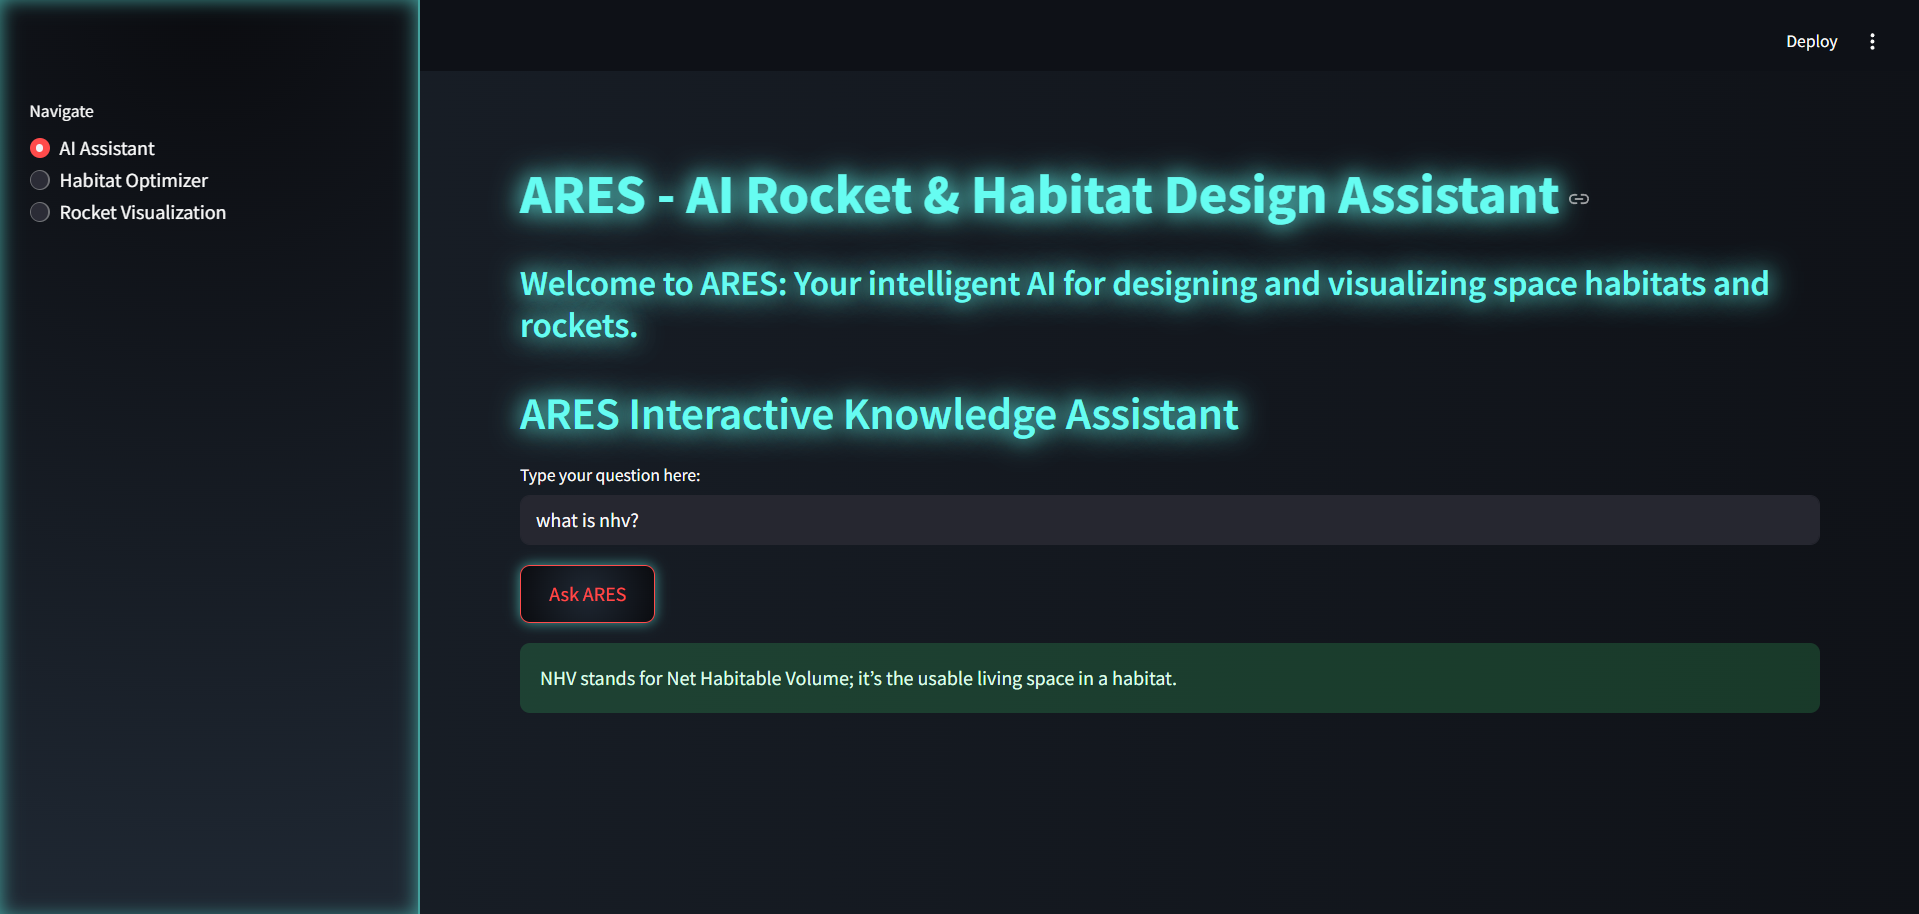 Deploy
Navigate
AI Assistant
Habitat Optimizer
Rocket Visualization
ARES - AI Rocket & Habitat Design Assistant
Welcome to ARES: Your intelligent AI for designing and visualizing space habitats and
rockets.
ARES Interactive Knowledge Assistant
Type your question here:
what is nhv?
Ask ARES
NHV stands for Net Habitable Volume; it’s the usable living space in a habitat.